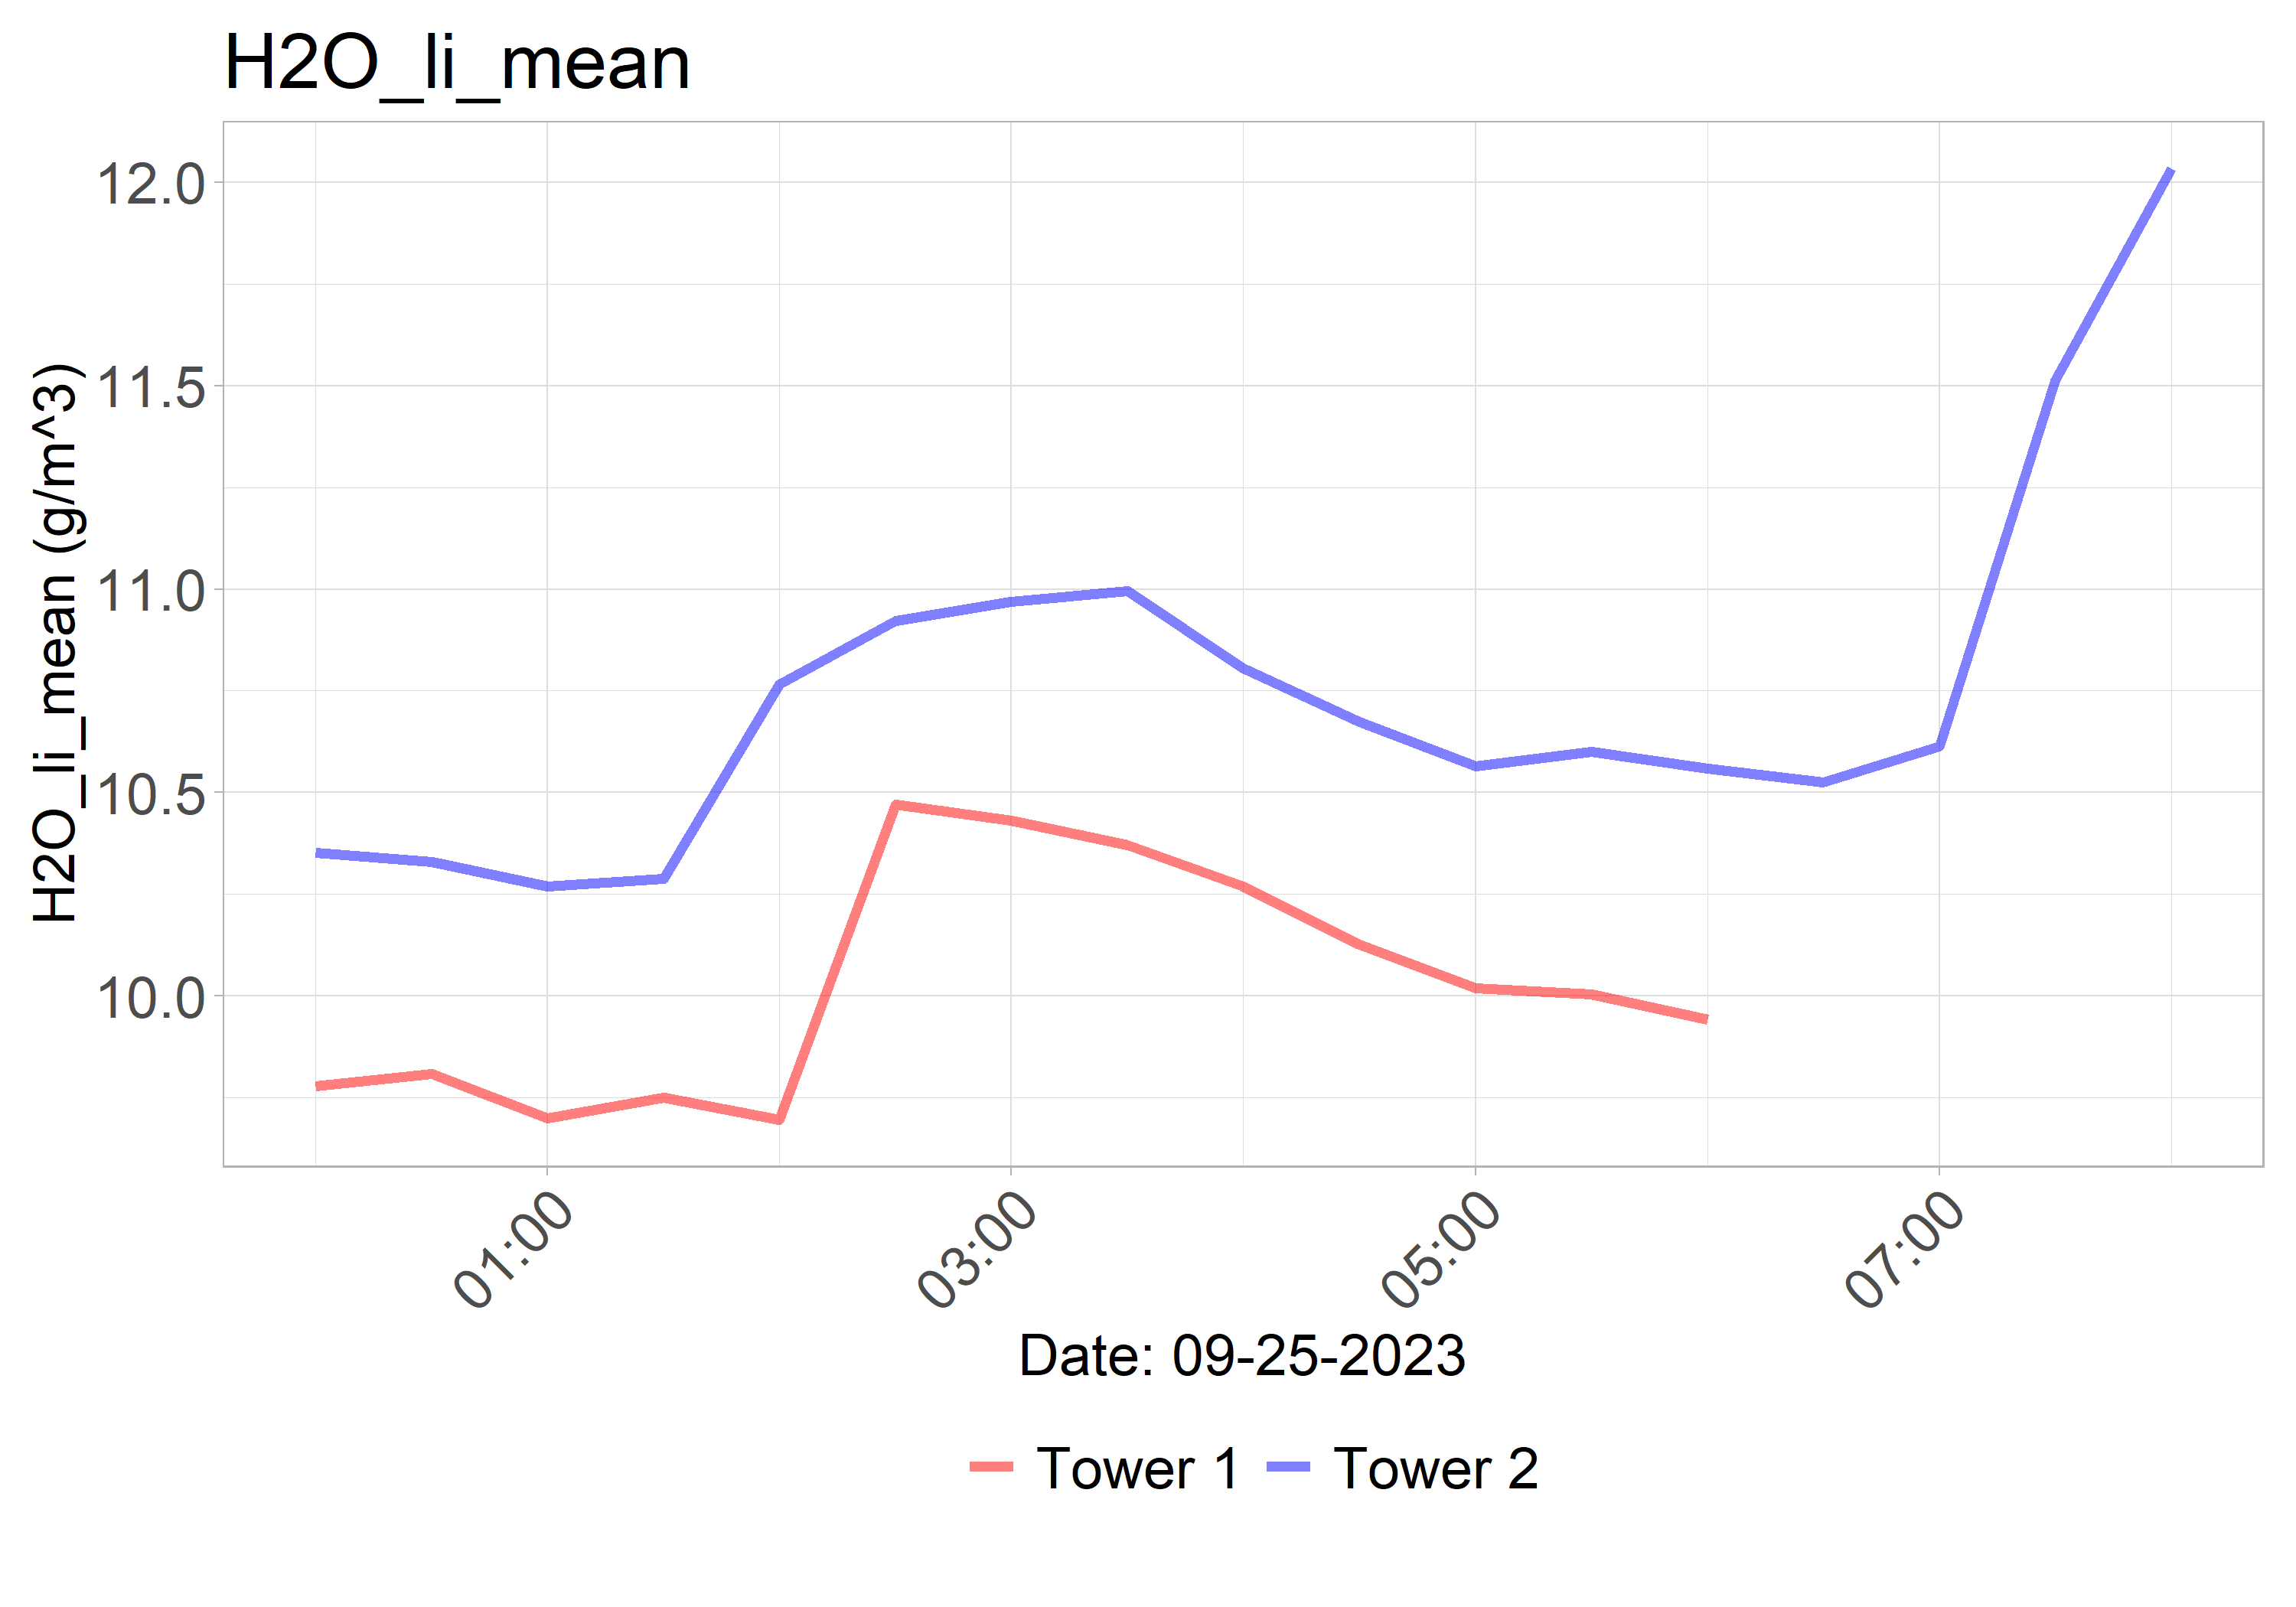 H2O_li_mean
H2O_li_mean (g/m^3)
12.0
11.5
11.0
10.5
10.0
01:00
03:00
05:00
07:00
Date: 09-25-2023
Tower 1
Tower 2